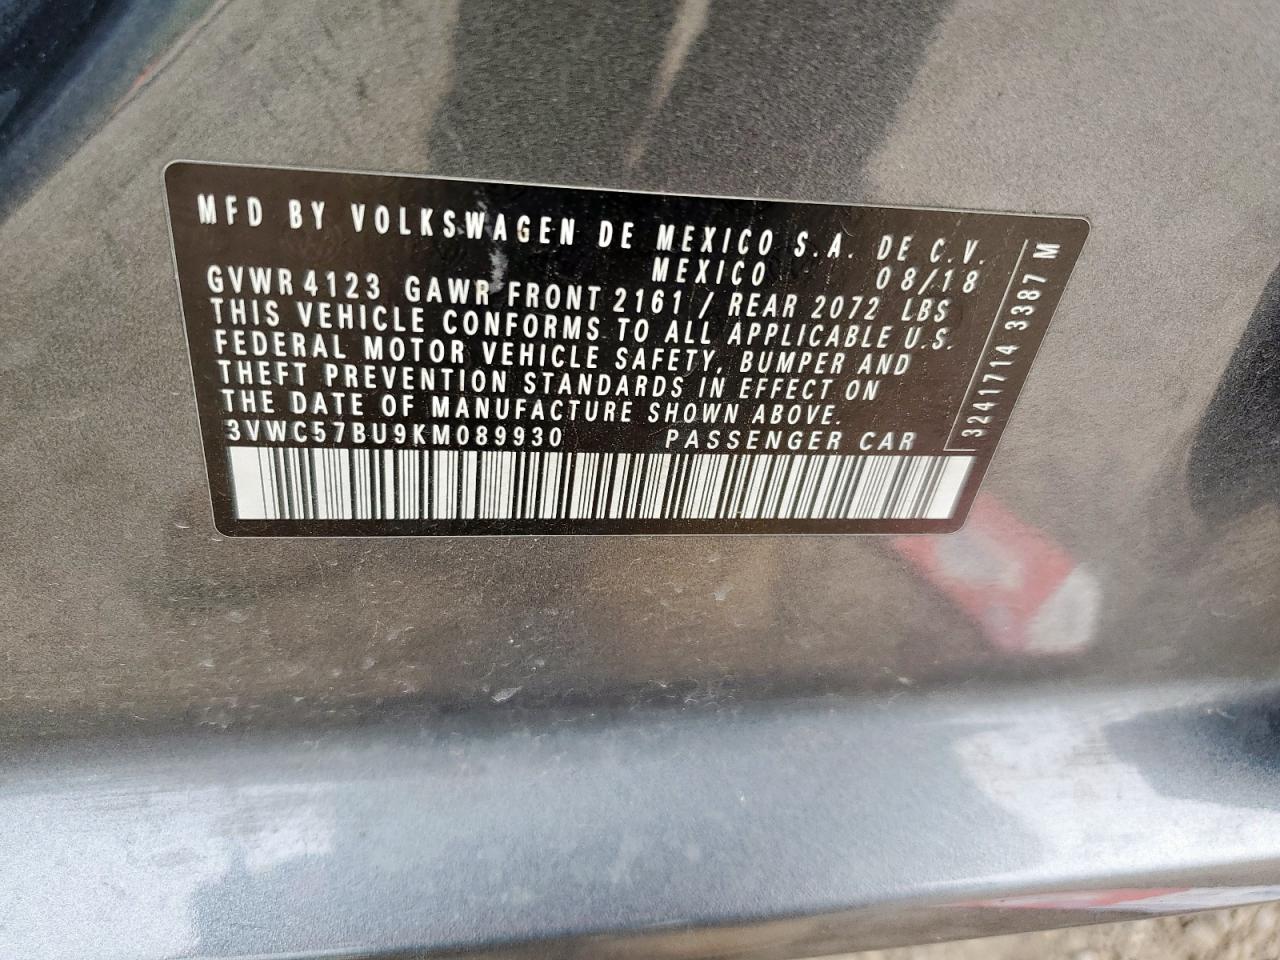 MFD BY VOLKSWAGEN DE MEXICO S.A. DE C.V.
MEXICO 08/18
GVWR 4123 GAWR FRONT 2161 / REAR 2072 LBS
THIS VEHICLE CONFORMS TO ALL APPLICABLE U.S.
FEDERAL MOTOR VEHICLE SAFETY, BUMPER AND
THEFT PREVENTION STANDARDS IN EFFECT ON
THE DATE OF MANUFACTURE SHOWN ABOVE.
3VWC57BU9KM089930 PASSENGER CAR
3241714 3387 M